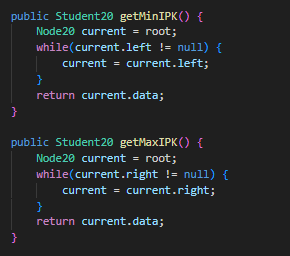 public Student20 getMinIPK() {
    Node20 current = root;
    while(current.left != null) {
        current = current.left;
    }
    return current.data;
}

public Student20 getMaxIPK() {
    Node20 current = root;
    while(current.right != null) {
        current = current.right;
    }
    return current.data;
}